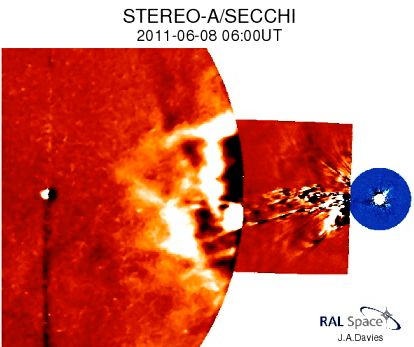 STEREO-A/SECCHI
2011-06-08 06:00UT
RAL Space
J.A.Davies